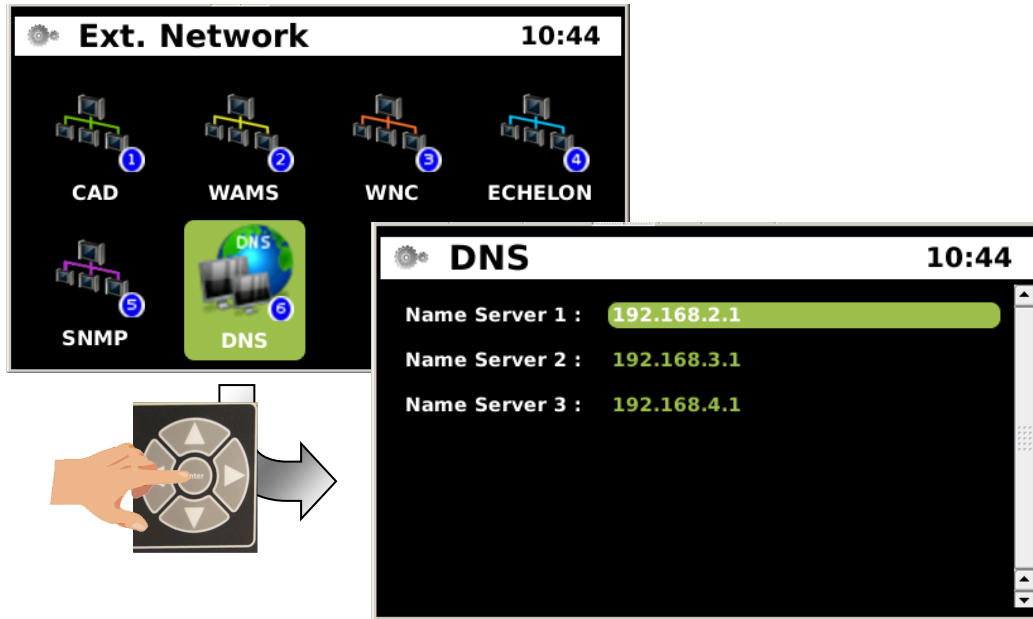 Ext. Network 10:44
1 2 3 4
CAD WAMS WNC ECHELON
DNS
5 6
SNMP DNS
DNS 10:44
Name Server 1 : 192.168.2.1
Name Server 2 : 192.168.3.1
Name Server 3 : 192.168.4.1